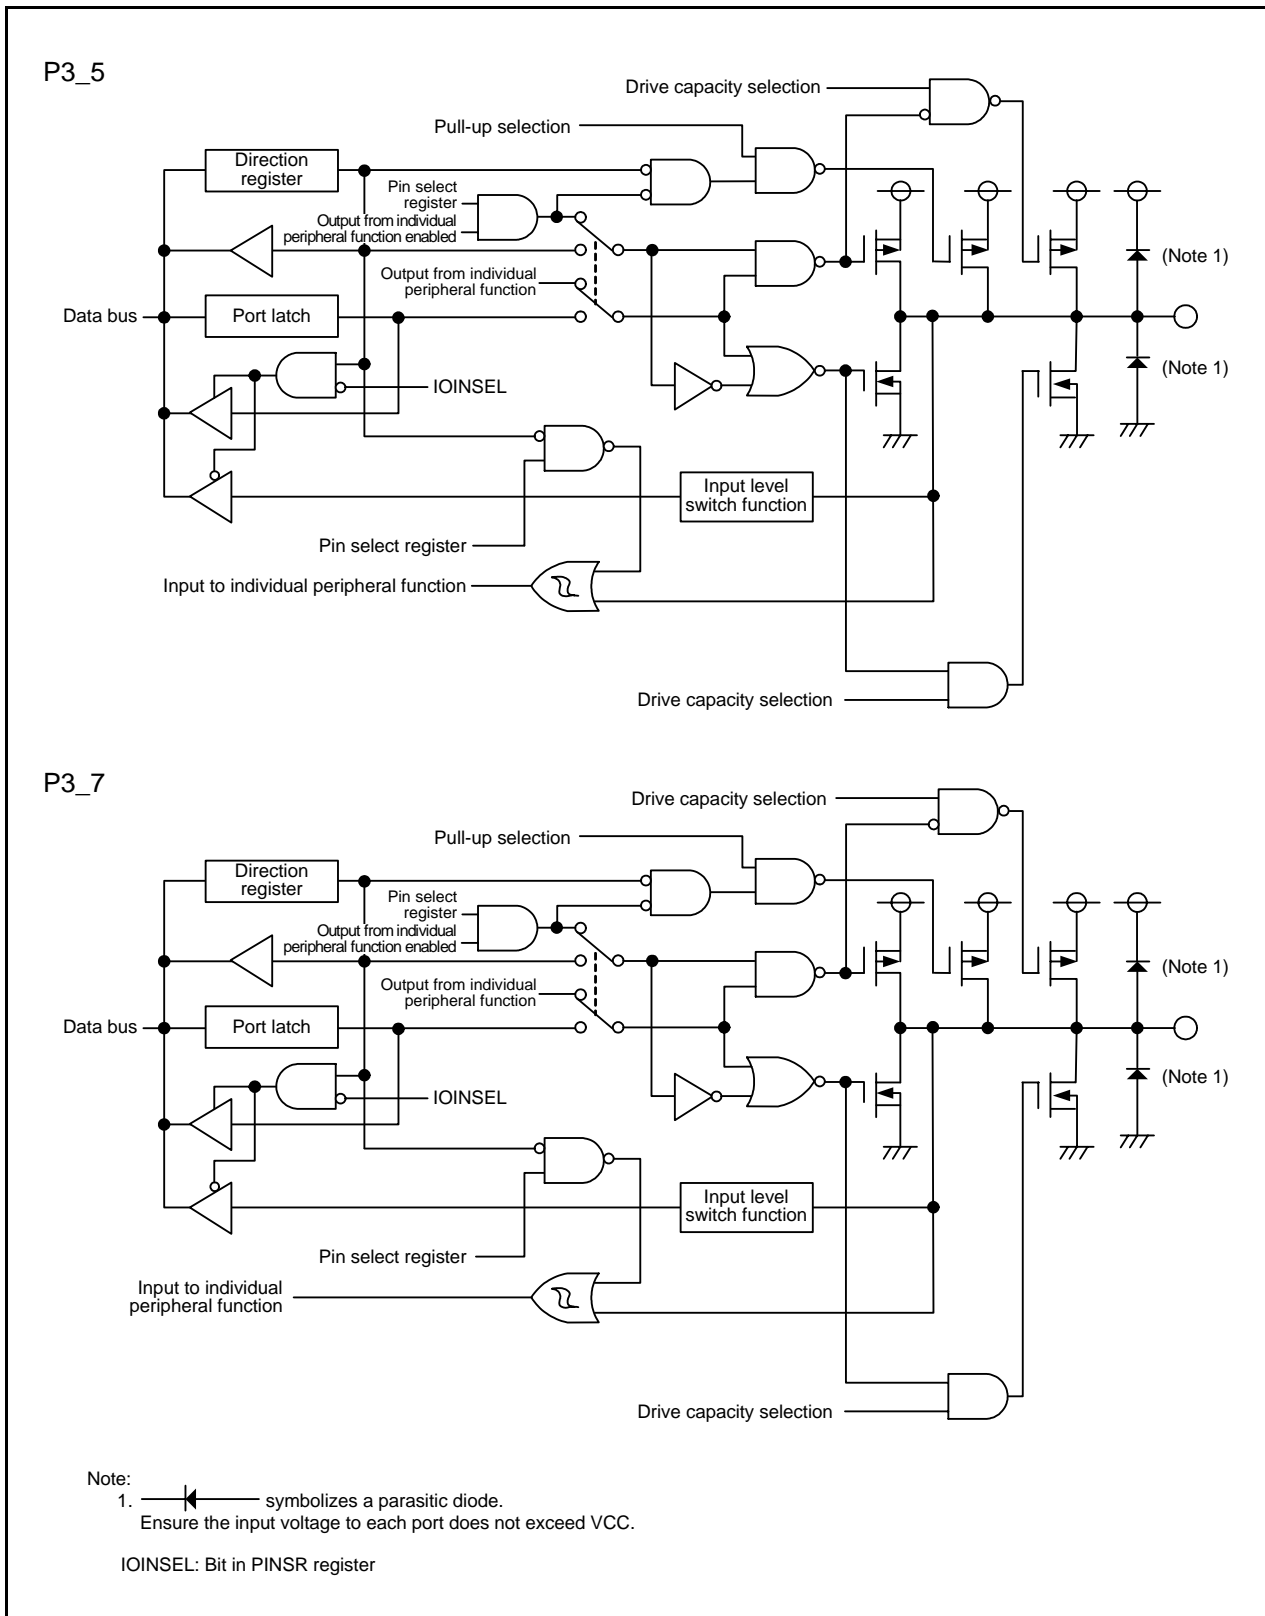 P3_5
Drive capacity selection
Pull-up selection
Direction
register
Pin select
register
Output from individual
peripheral function enabled
Output from individual
peripheral function
(Note 1)
Data bus
Port latch
(Note 1)
IOINSEL
Input level
switch function
Pin select register
Input to individual peripheral function
Drive capacity selection
P3_7
Drive capacity selection
Pull-up selection
Direction
register
Pin select
register
Output from individual
peripheral function enabled
Output from individual
peripheral function
(Note 1)
Data bus
Port latch
(Note 1)
IOINSEL
Input level
switch function
Pin select register
Input to individual
peripheral function
Drive capacity selection
Note:
1. symbolizes a parasitic diode.
Ensure the input voltage to each port does not exceed VCC.
IOINSEL: Bit in PINSR register